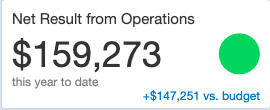 Net Result from Operations
$159,273
this year to date
+$147,251 vs. budget